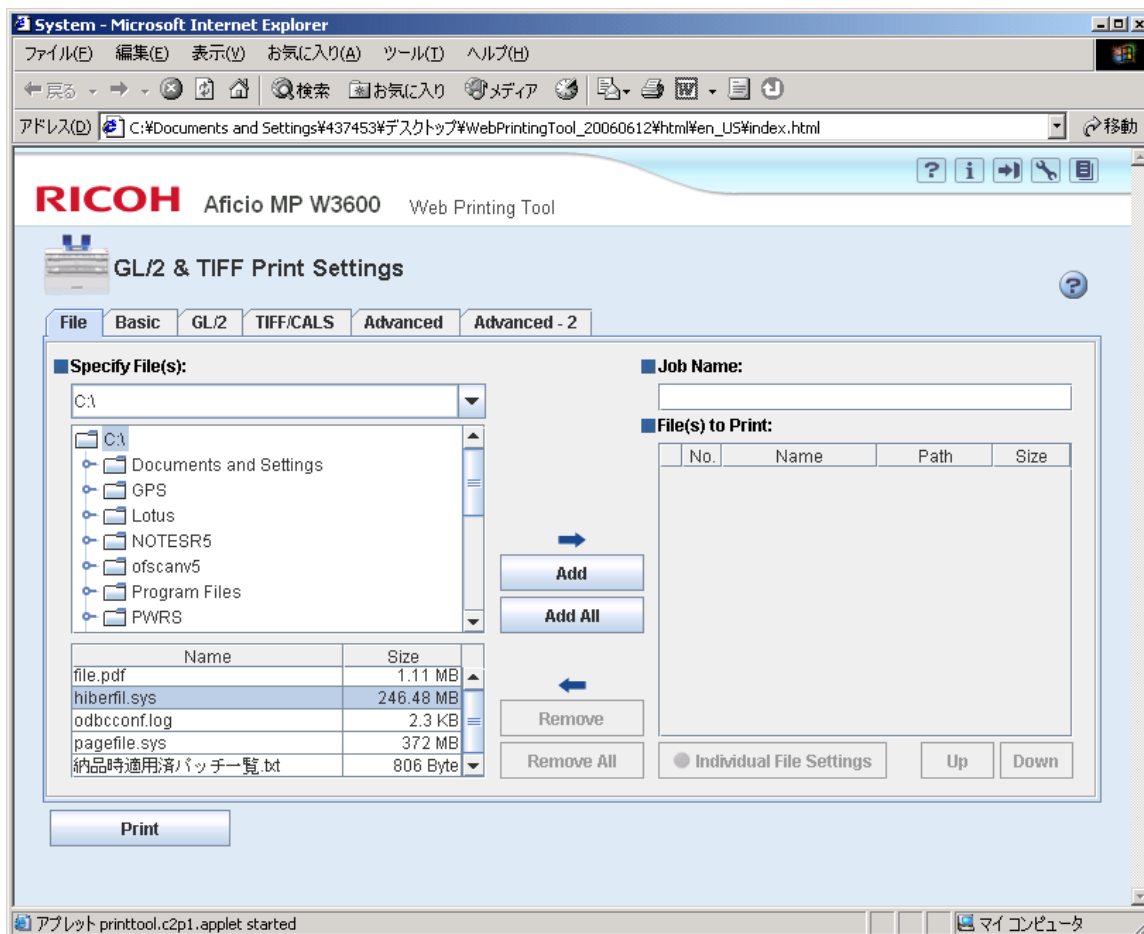 System - Microsoft Internet Explorer
ファイル(F) 編集(E) 表示(V) お気に入り(A) ツール(T) ヘルプ(H)
戻る 検索 お気に入り メディア
アドレス(D) C:¥Documents and Settings¥437453¥デスクトップ¥WebPrintingTool_20060612¥html¥en_US¥index.html 移動
RICOH Aficio MP W3600 Web Printing Tool
GL/2 & TIFF Print Settings
File Basic GL/2 TIFF/CALS Advanced Advanced - 2
Specify File(s):
C:\
C:\
Documents and Settings
GPS
Lotus
NOTESR5
ofscanv5
Program Files
PWRS
Name Size
file.pdf 1.11 MB
hiberfil.sys 246.48 MB
odbcconf.log 2.3 KB
pagefile.sys 372 MB
納品時適用済パッチ一覧.txt 806 Byte
Add
Add All
Remove
Remove All
Job Name:
File(s) to Print:
No. Name Path Size
Individual File Settings Up Down
Print
アプレット printtool.c2p1.applet started マイ コンピュータ